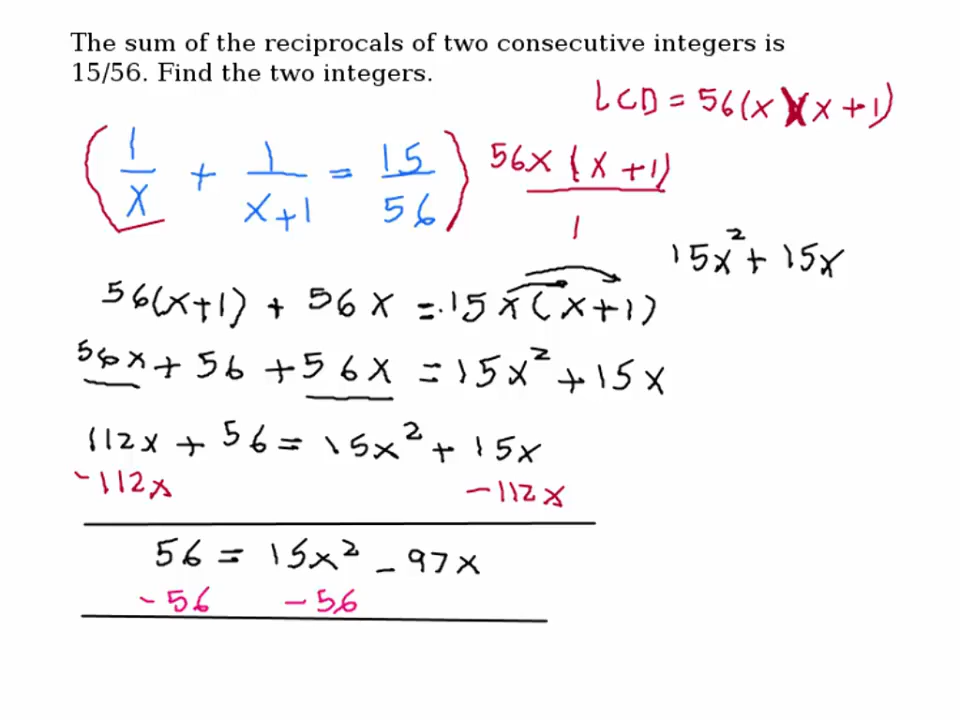 The sum of the reciprocals of two consecutive integers is
15/56. Find the two integers.
LCD = 56(x)(x+1)
(1/x + 1/(x+1) = 15/56) 56x(x+1)/1
15x² + 15x
56(x+1) + 56x = 15x(x+1)
56x + 56 + 56x = 15x² + 15x
112x + 56 = 15x² + 15x
-112x -112x
56 = 15x² - 97x
-56 -56